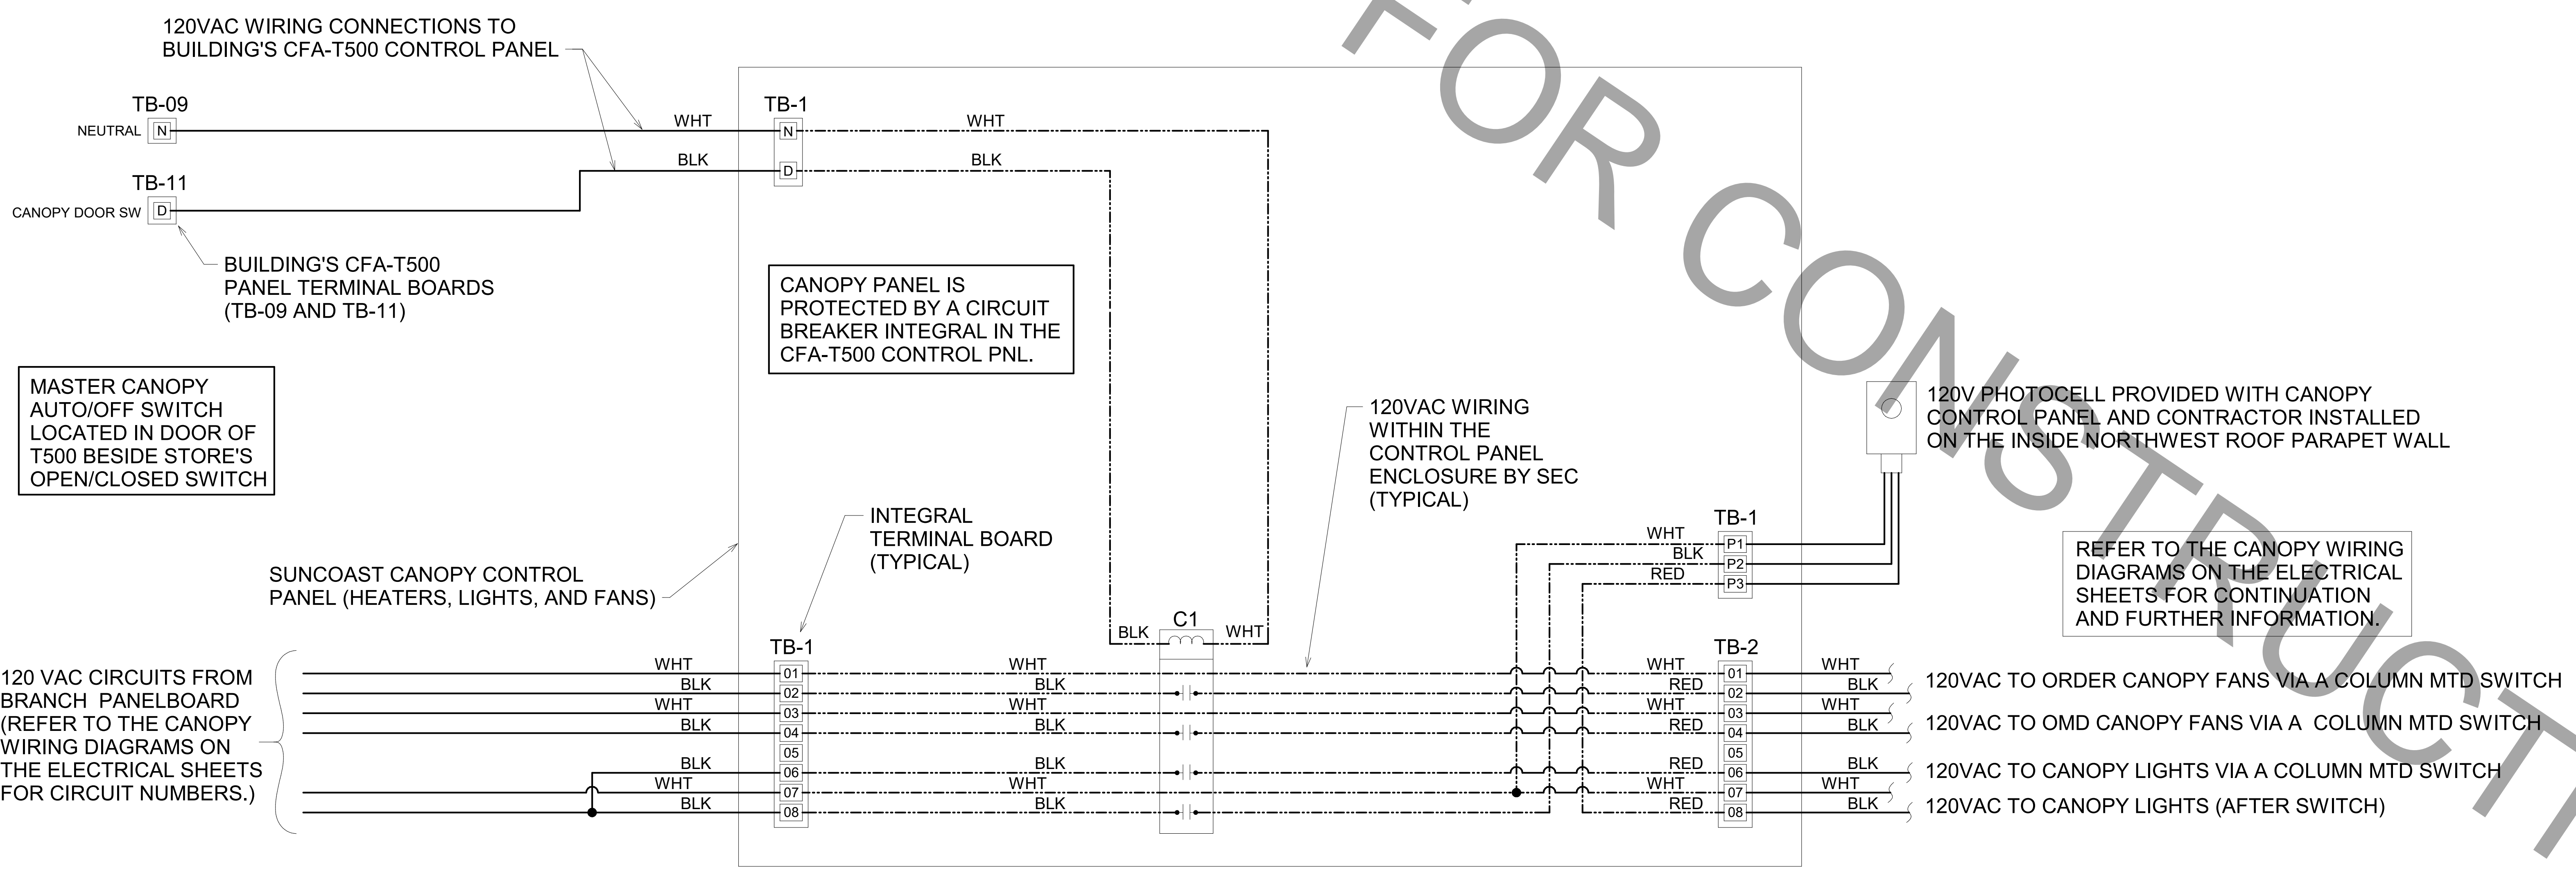 120VAC WIRING CONNECTIONS TO
BUILDING'S CFA-T500 CONTROL PANEL
TB-09
NEUTRAL
N
WHT
TB-1
N
WHT
BLK
D
BLK
TB-11
CANOPY DOOR SW
D
BUILDING'S CFA-T500
PANEL TERMINAL BOARDS
(TB-09 AND TB-11)
CANOPY PANEL IS
PROTECTED BY A CIRCUIT
BREAKER INTEGRAL IN THE
CFA-T500 CONTROL PNL.
MASTER CANOPY
AUTO/OFF SWITCH
LOCATED IN DOOR OF
T500 BESIDE STORE'S
OPEN/CLOSED SWITCH
120VAC WIRING
WITHIN THE
CONTROL PANEL
ENCLOSURE BY SEC
(TYPICAL)
120V PHOTOCELL PROVIDED WITH CANOPY
CONTROL PANEL AND CONTRACTOR INSTALLED
ON THE INSIDE NORTHWEST ROOF PARAPET WALL
INTEGRAL
TERMINAL BOARD
(TYPICAL)
SUNCOAST CANOPY CONTROL
PANEL (HEATERS, LIGHTS, AND FANS)
TB-1
WHT P1
BLK P2
RED P3
REFER TO THE CANOPY WIRING
DIAGRAMS ON THE ELECTRICAL
SHEETS FOR CONTINUATION
AND FURTHER INFORMATION.
C1
BLK WHT
TB-1
TB-2
120 VAC CIRCUITS FROM
BRANCH PANELBOARD
(REFER TO THE CANOPY
WIRING DIAGRAMS ON
THE ELECTRICAL SHEETS
FOR CIRCUIT NUMBERS.)
WHT 01 WHT WHT 01 WHT
BLK 02 BLK RED 02 BLK
120VAC TO ORDER CANOPY FANS VIA A COLUMN MTD SWITCH
WHT 03 WHT WHT 03 WHT
BLK 04 BLK RED 04 BLK
120VAC TO OMD CANOPY FANS VIA A COLUMN MTD SWITCH
05 05
BLK 06 BLK RED 06 BLK
120VAC TO CANOPY LIGHTS VIA A COLUMN MTD SWITCH
WHT 07 WHT WHT 07 WHT
BLK 08 BLK RED 08 BLK
120VAC TO CANOPY LIGHTS (AFTER SWITCH)
FOR CONSTRUCTI